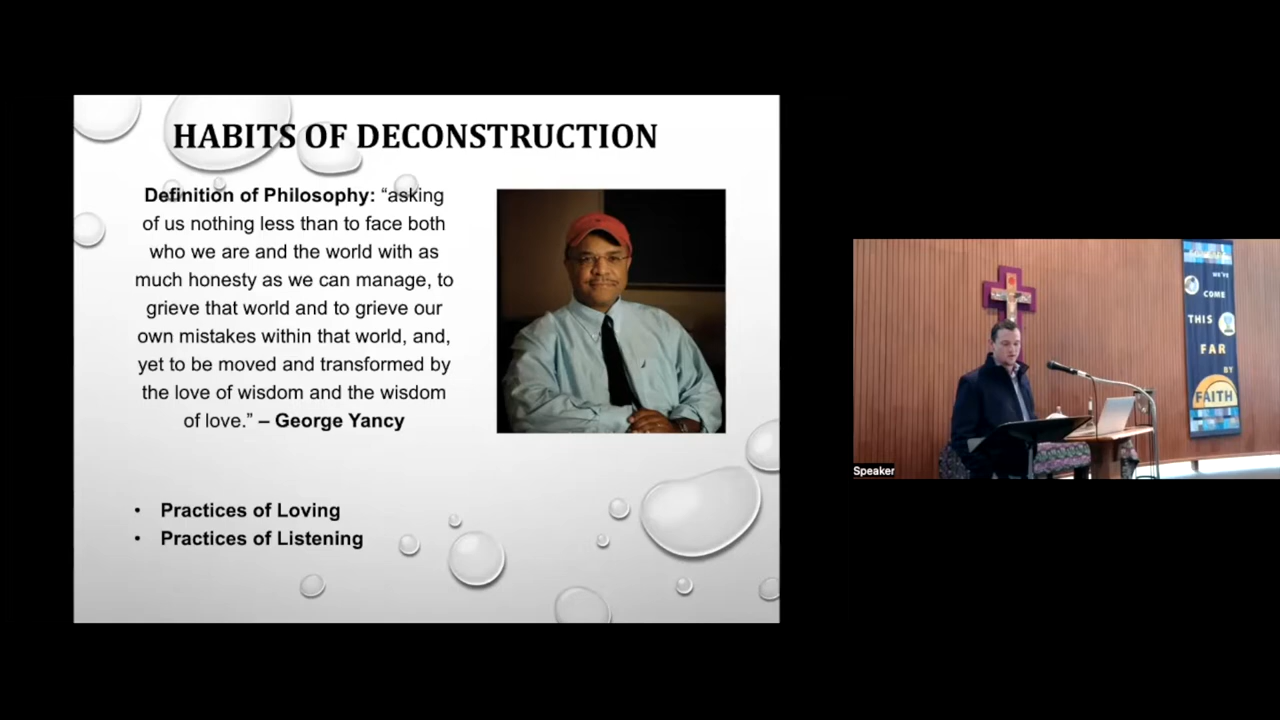 HABITS OF DECONSTRUCTION
Definition of Philosophy: “asking
of us nothing less than to face both
who we are and the world with as
much honesty as we can manage, to
grieve that world and to grieve our
own mistakes within that world, and,
yet to be moved and transformed by
the love of wisdom and the wisdom
of love.” – George Yancy
• Practices of Loving
• Practices of Listening
WE'VE
COME
THIS
FAR
BY
FAITH
Speaker